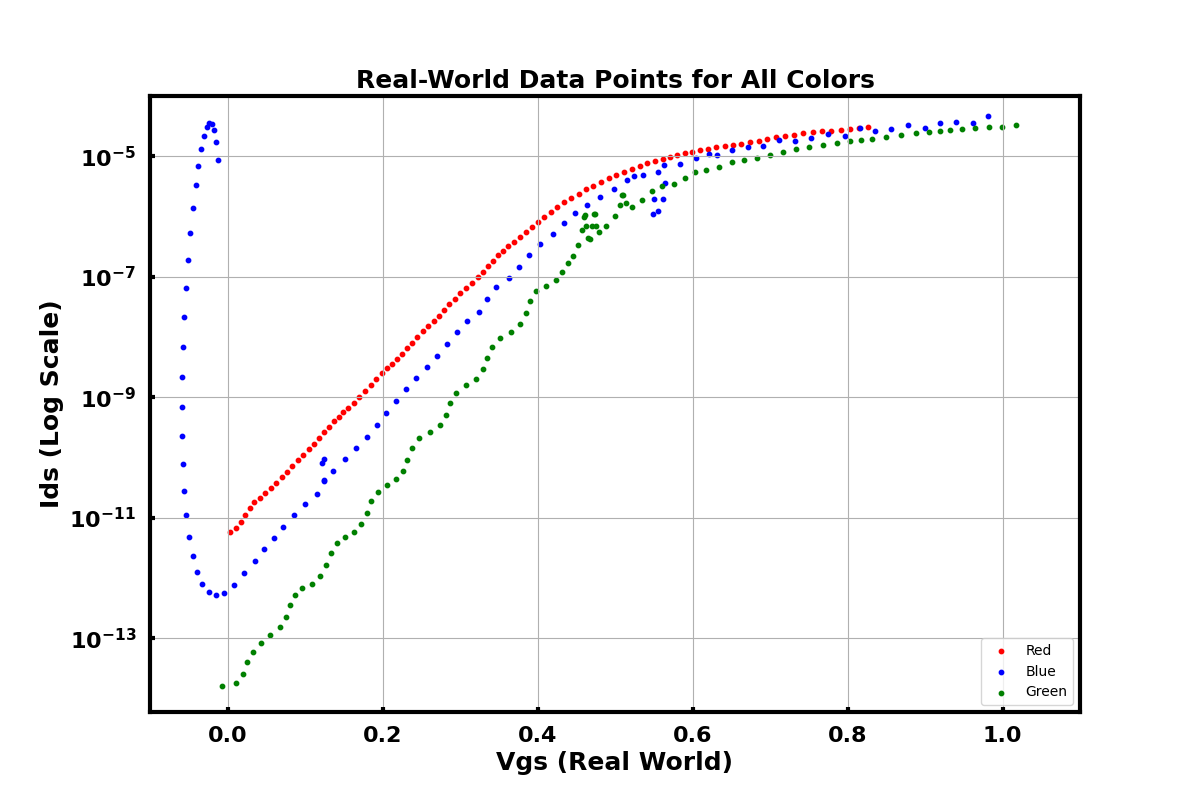 Real-World Data Points for All Colors
Ids (Log Scale)
10⁻⁵
10⁻⁷
10⁻⁹
10⁻¹¹
10⁻¹³
0.0 0.2 0.4 0.6 0.8 1.0
Vgs (Real World)
Red
Blue
Green